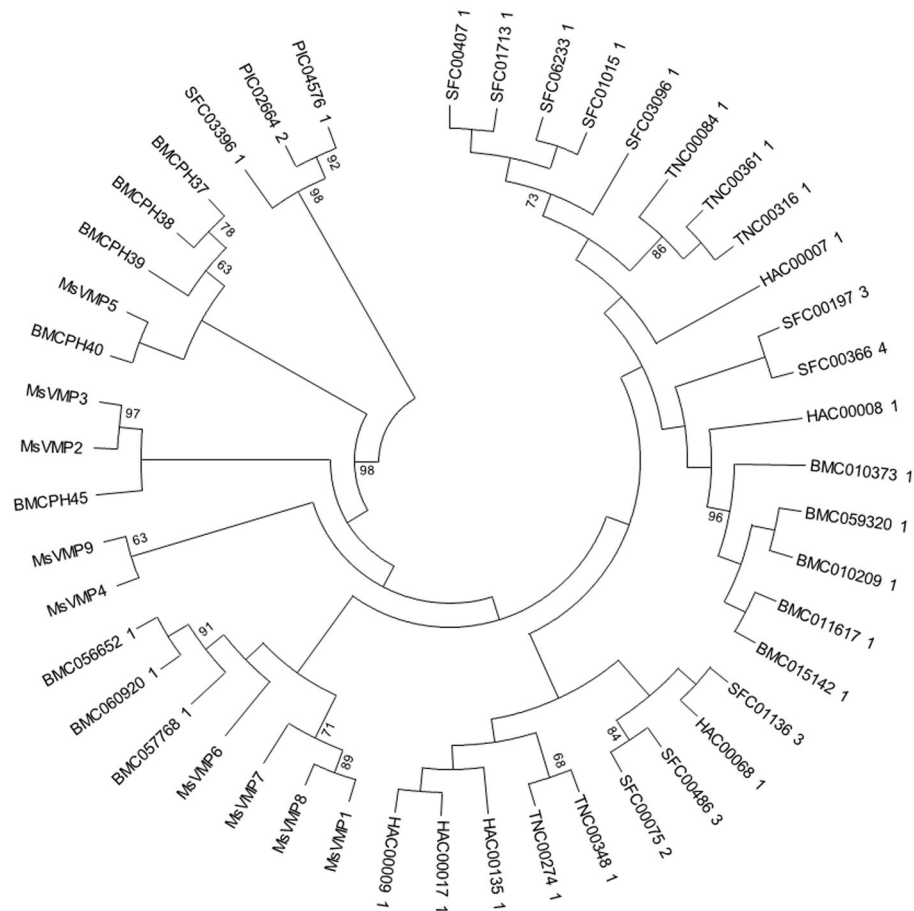 SFC00407 1
SFC01713 1
SFC06233 1
SFC01015 1
SFC03096 1
TNC00084 1
TNC00361 1
TNC00316 1
HAC00007 1
SFC00197 3
SFC00366 4
HAC00008 1
BMC010373 1
BMC059320 1
BMC010209 1
BMC011617 1
BMC015142 1
SFC01136 3
HAC00068 1
SFC00486 3
SFC00075 2
TNC00348 1
TNC00274 1
HAC00135 1
HAC00017 1
HAC00009 1
MsVMP1
MsVMP8
MsVMP7
MsVMP6
BMC057768 1
BMC060920 1
BMC056652 1
MsVMP4
MsVMP9
BMCPH45
MsVMP2
MsVMP3
BMCPH40
MsVMP5
BMCPH39
BMCPH38
BMCPH37
SFC03396 1
PIC02664 2
PIC04576 1
73
86
96
84
68
89
71
91
63
97
63
78
98
92
98